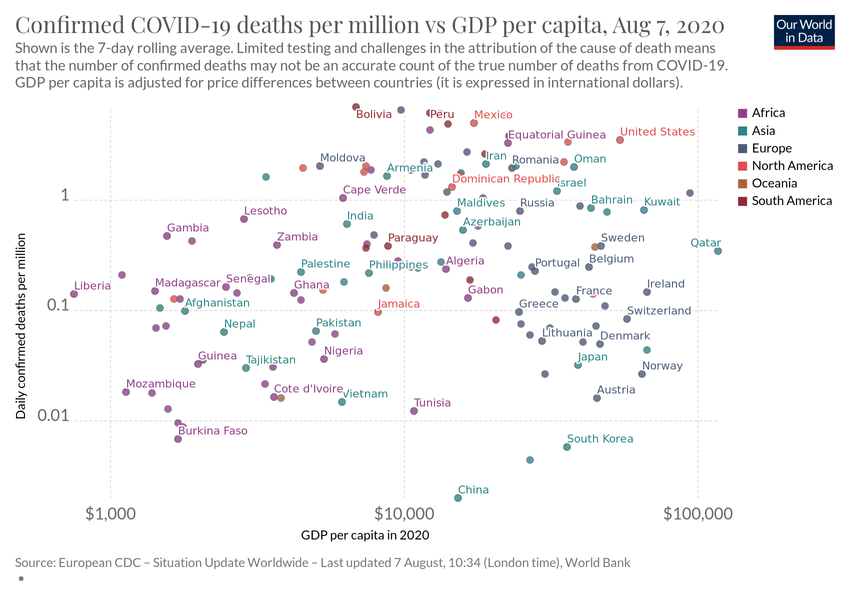 Confirmed COVID-19 deaths per million vs GDP per capita, Aug 7, 2020
Our World
in Data
Shown is the 7-day rolling average. Limited testing and challenges in the attribution of the cause of death means
that the number of confirmed deaths may not be an accurate count of the true number of deaths from COVID-19.
GDP per capita is adjusted for price differences between countries (it is expressed in international dollars).
Africa
Asia
Europe
North America
Oceania
South America
Bolivia
Peru
Mexico
Equatorial Guinea
United States
Moldova
Armenia
Iran
Romania
Oman
Dominican Republic
Israel
Cape Verde
Maldives
Russia
Bahrain
Kuwait
1
Lesotho
India
Azerbaijan
Gambia
Zambia
Paraguay
Sweden
Qatar
Palestine
Philippines
Algeria
Portugal
Belgium
Liberia
Madagascar
Senegal
Ghana
Gabon
France
Ireland
Afghanistan
Jamaica
Greece
Switzerland
0.1
Nepal
Pakistan
Lithuania
Denmark
Guinea
Tajikistan
Nigeria
Japan
Norway
Mozambique
Cote d'Ivoire
Vietnam
Tunisia
Austria
0.01
Burkina Faso
South Korea
China
Daily confirmed deaths per million
$1,000
$10,000
$100,000
GDP per capita in 2020
Source: European CDC – Situation Update Worldwide – Last updated 7 August, 10:34 (London time), World Bank
•